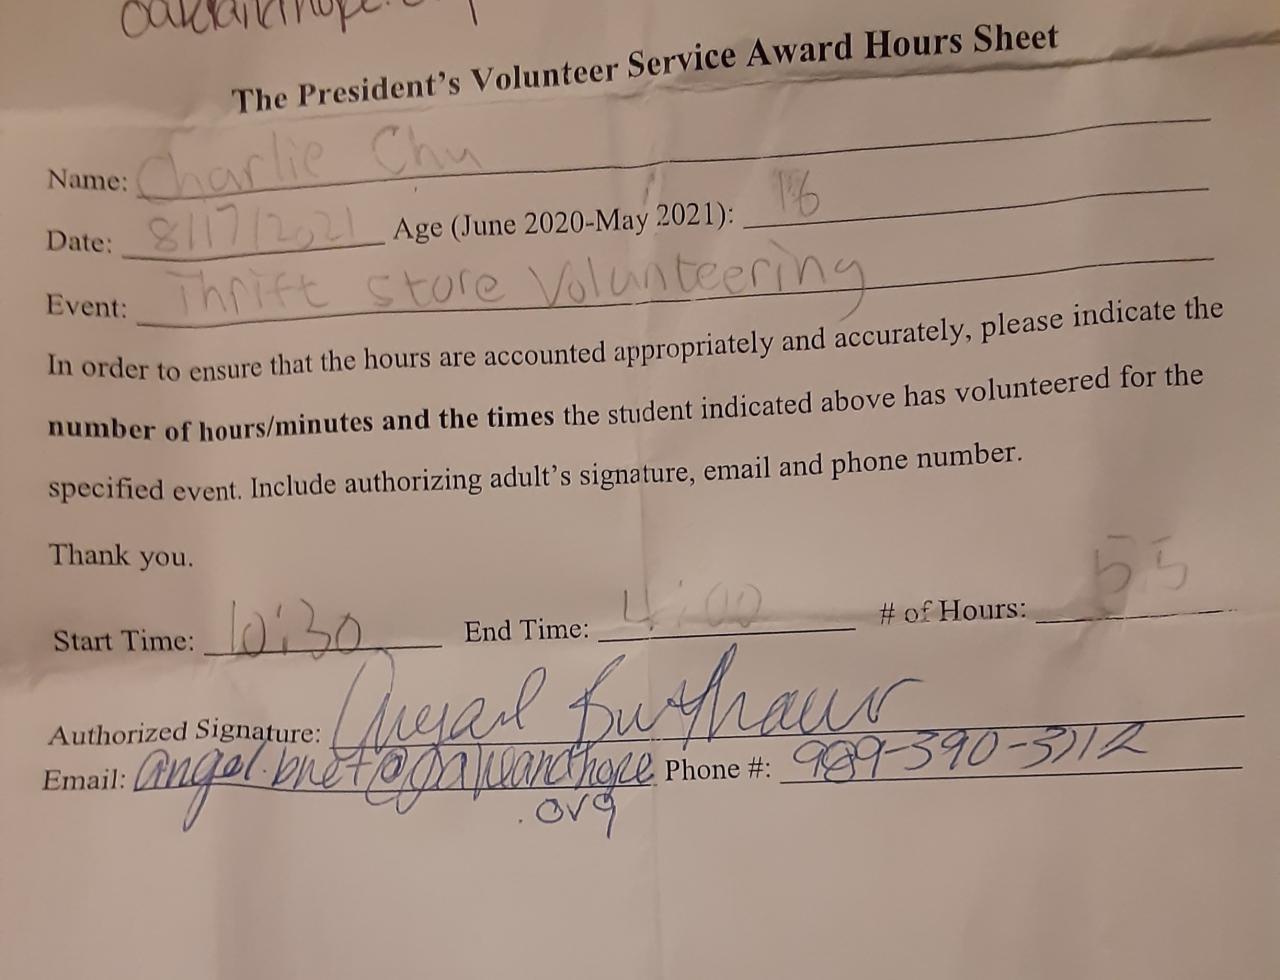 oaklandhope.org
The President's Volunteer Service Award Hours Sheet
Name: Charlie Chu
Date: 8/17/2021 Age (June 2020-May 2021): 16
Event: Thrift store Volunteering
In order to ensure that the hours are accounted appropriately and accurately, please indicate the
number of hours/minutes and the times the student indicated above has volunteered for the
specified event. Include authorizing adult's signature, email and phone number.
Thank you.
Start Time: 10:30 End Time: 4:00 # of Hours: 5.5
Authorized Signature: Angel
Email: Phone #: 989-390-3712
.org